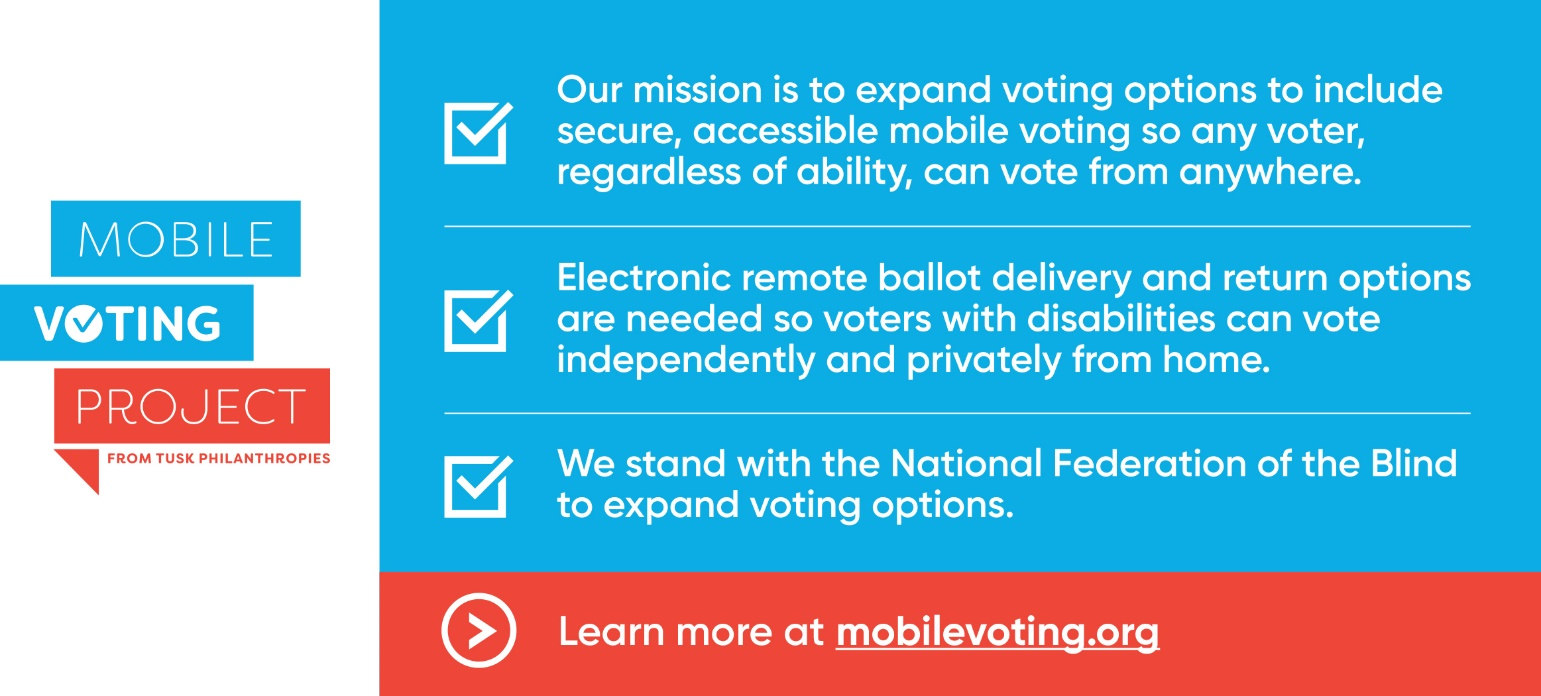 MOBILE
VOTING
PROJECT
FROM TUSK PHILANTHROPIES
Our mission is to expand voting options to include
secure, accessible mobile voting so any voter,
regardless of ability, can vote from anywhere.
Electronic remote ballot delivery and return options
are needed so voters with disabilities can vote
independently and privately from home.
We stand with the National Federation of the Blind
to expand voting options.
Learn more at mobilevoting.org